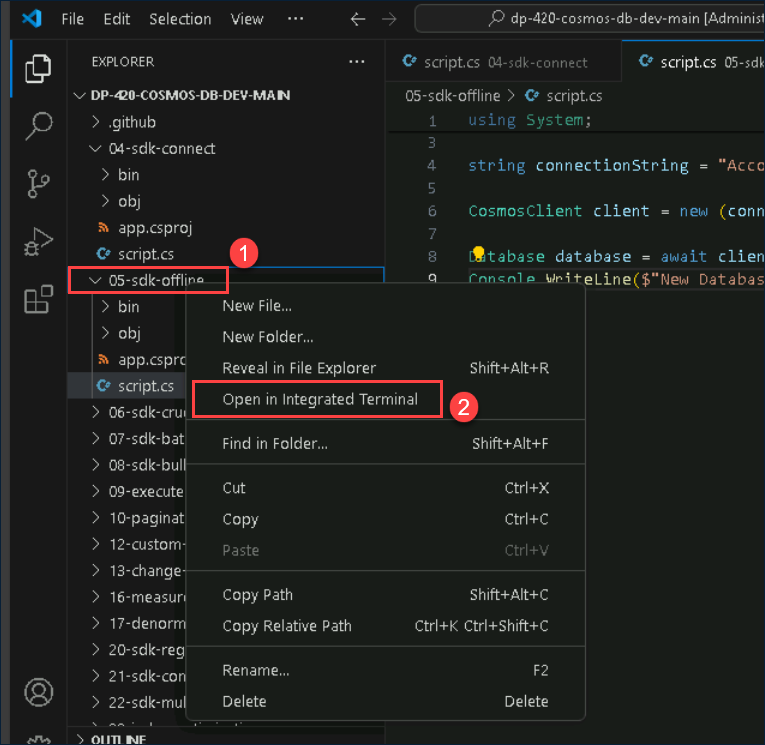 File Edit Selection View ··· dp-420-cosmos-db-dev-main [Administ
EXPLORER ···
DP-420-COSMOS-DB-DEV-MAIN
.github
04-sdk-connect
bin
obj
app.csproj
script.cs
1
05-sdk-offline
bin
obj
app.cspro
script.cs
06-sdk-cru
07-sdk-bat
08-sdk-bull
09-execute
10-paginat
12-custom-
13-change-
16-measur
17-denorm
20-sdk-reg
21-sdk-con
22-sdk-mul
OUTLINE
script.cs 04-sdk-connect
script.cs 05-sdk
05-sdk-offline > script.cs
1 using System;
3
4 string connectionString = "Acco
5
6 CosmosClient client = new (conn
7
8 Database database = await clien
9 Console.WriteLine($"New Databas
New File...
New Folder...
Reveal in File Explorer Shift+Alt+R
Open in Integrated Terminal
2
Find in Folder... Shift+Alt+F
Cut Ctrl+X
Copy Ctrl+C
Paste Ctrl+V
Copy Path Shift+Alt+C
Copy Relative Path Ctrl+K Ctrl+Shift+C
Rename... F2
Delete Delete